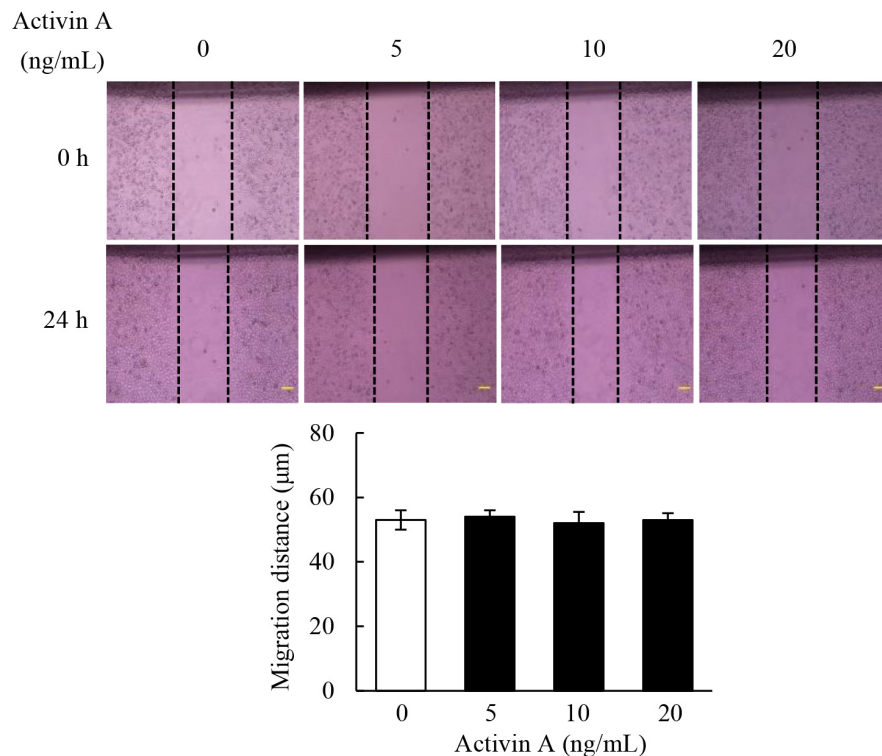 Activin A
(ng/mL)
0 5 10 20
0 h
24 h
80
60
40
20
0
Migration distance (μm)
0 5 10 20
Activin A (ng/mL)